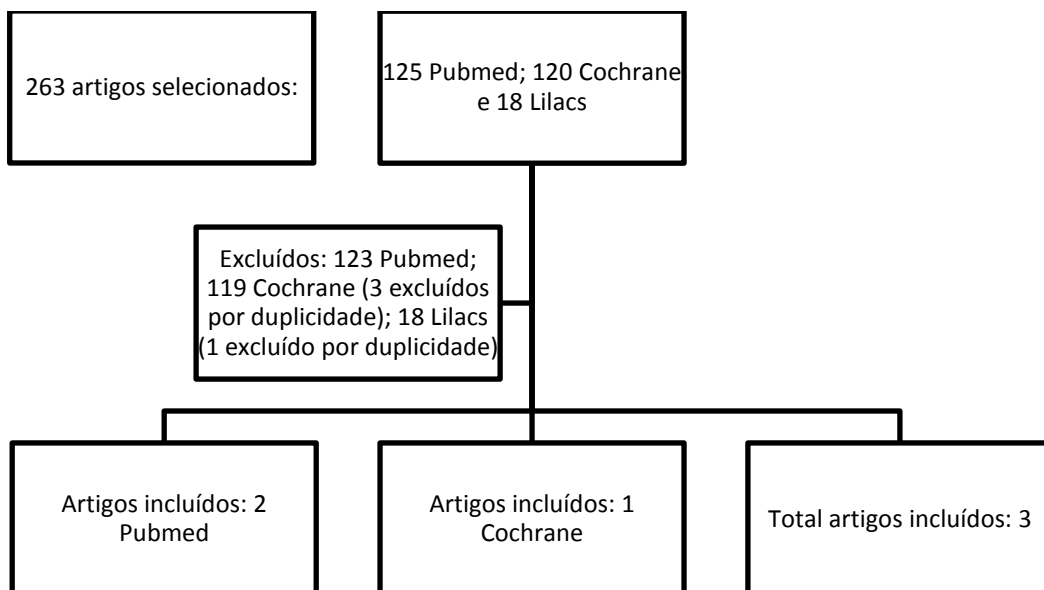 263 artigos selecionados:
125 Pubmed; 120 Cochrane
e 18 Lilacs
Excluídos: 123 Pubmed;
119 Cochrane (3 excluídos
por duplicidade); 18 Lilacs
(1 excluído por duplicidade)
Artigos incluídos: 2
Pubmed
Artigos incluídos: 1
Cochrane
Total artigos incluídos: 3